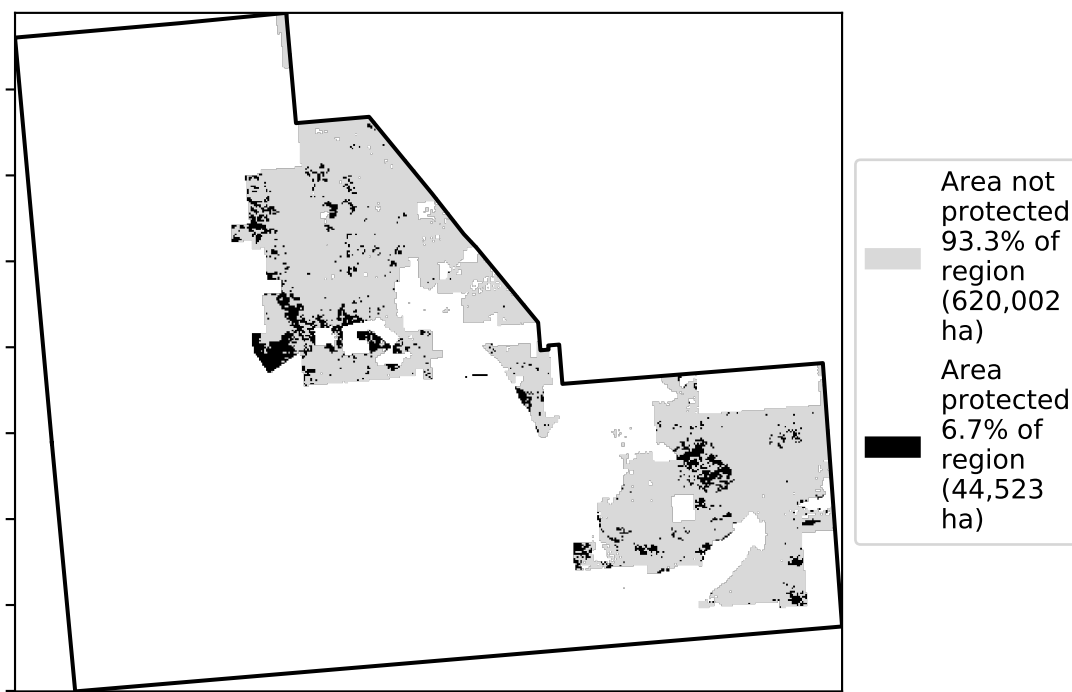 Area not
protected
93.3% of
region
(620,002
ha)
Area
protected
6.7% of
region
(44,523
ha)